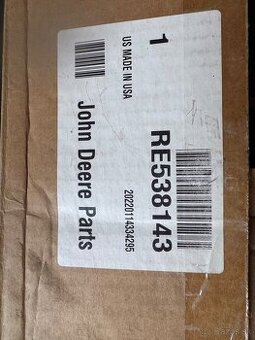 1
US MADE IN USA
RE538143
20220114334295
John Deere Parts